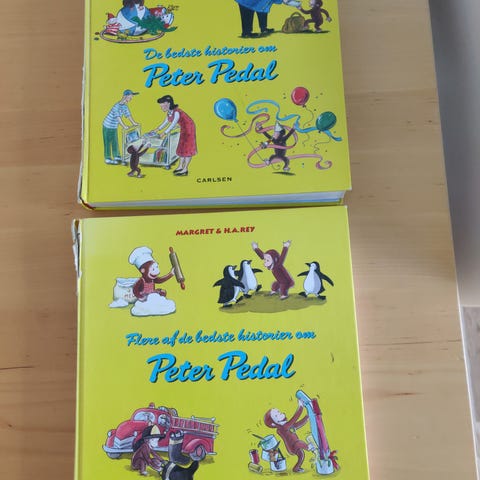 De bedste historier om
Peter Pedal
CARLSEN
MARGRET & H.A.REY
Flere af de bedste historier om
Peter Pedal